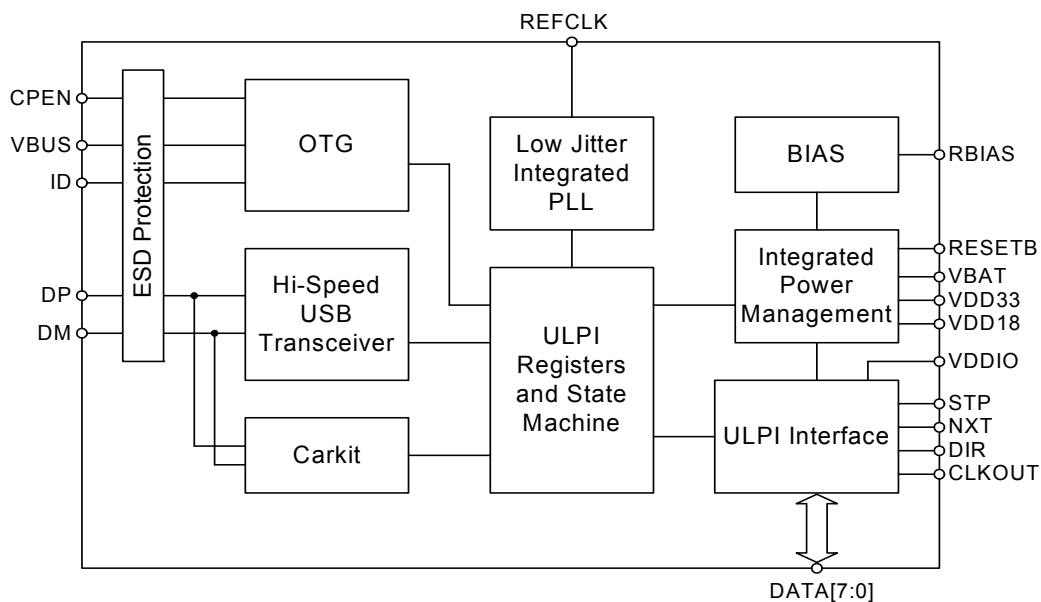 REFCLK
CPEN
VBUS
ID
DP
DM
ESD Protection
OTG
Hi-Speed
USB
Transceiver
Carkit
Low Jitter
Integrated
PLL
ULPI
Registers
and State
Machine
BIAS
Integrated
Power
Management
ULPI Interface
RBIAS
RESETB
VBAT
VDD33
VDD18
VDDIO
STP
NXT
DIR
CLKOUT
DATA[7:0]